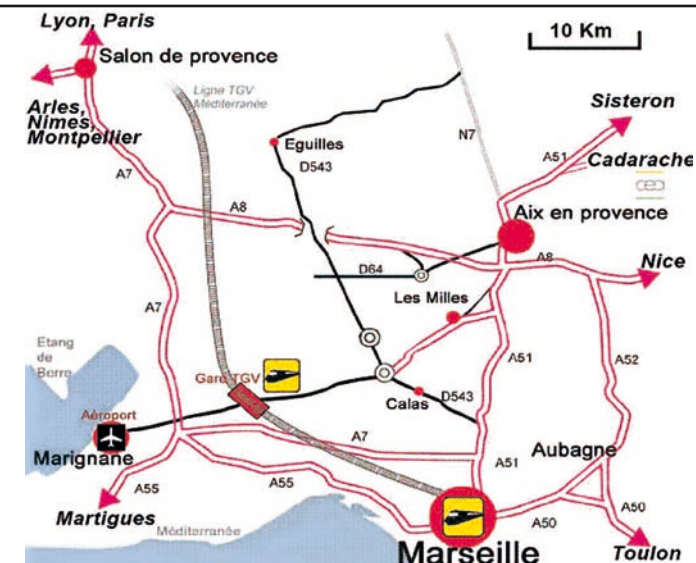 Lyon, Paris
10 Km
Salon de provence
Ligne TGV
Méditerranée
Arles,
Nimes,
Montpellier
Sisteron
N7
Eguilles
A51
Cadarache
cea
D543
A7
A8
Aix en provence
D64
A8
Nice
Les Milles
A7
Etang
de
Berre
A51
A52
Gare TGV
Calas
D543
Aéroport
Marignane
A7
Aubagne
A51
A55
A55
A50
A50
Martigues
Méditerranée
Marseille
Toulon